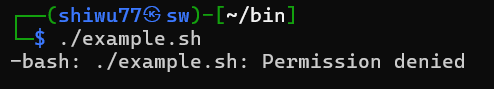 ┌──(shiwu77㉿sw)-[~/bin]
└─$ ./example.sh
-bash: ./example.sh: Permission denied